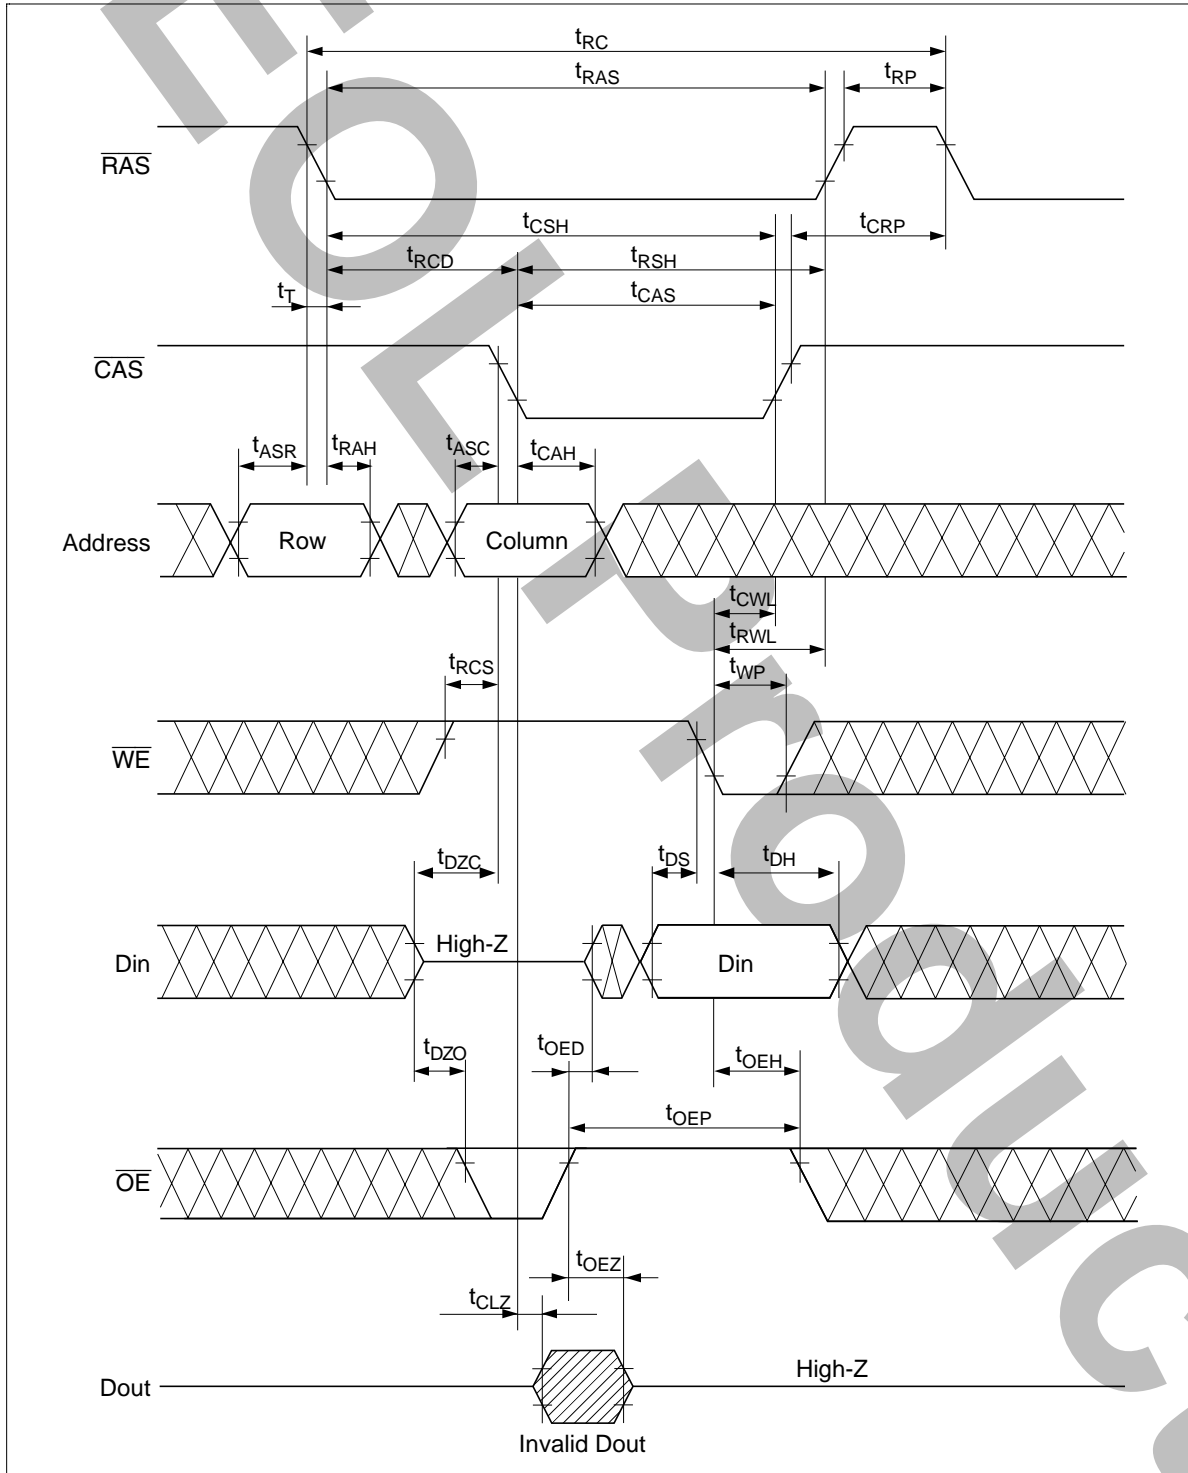 tRC
tRAS
tRP
RAS
tCSH
tCRP
tRCD
tRSH
tT
tCAS
CAS
tASR
tRAH
tASC
tCAH
Address
Row
Column
tCWL
tRWL
tRCS
tWP
WE
tDZC
tDS
tDH
High-Z
Din
Din
tDZO
tOED
tOEH
tOEP
OE
tOEZ
tCLZ
High-Z
Dout
Invalid Dout
EOL Produc